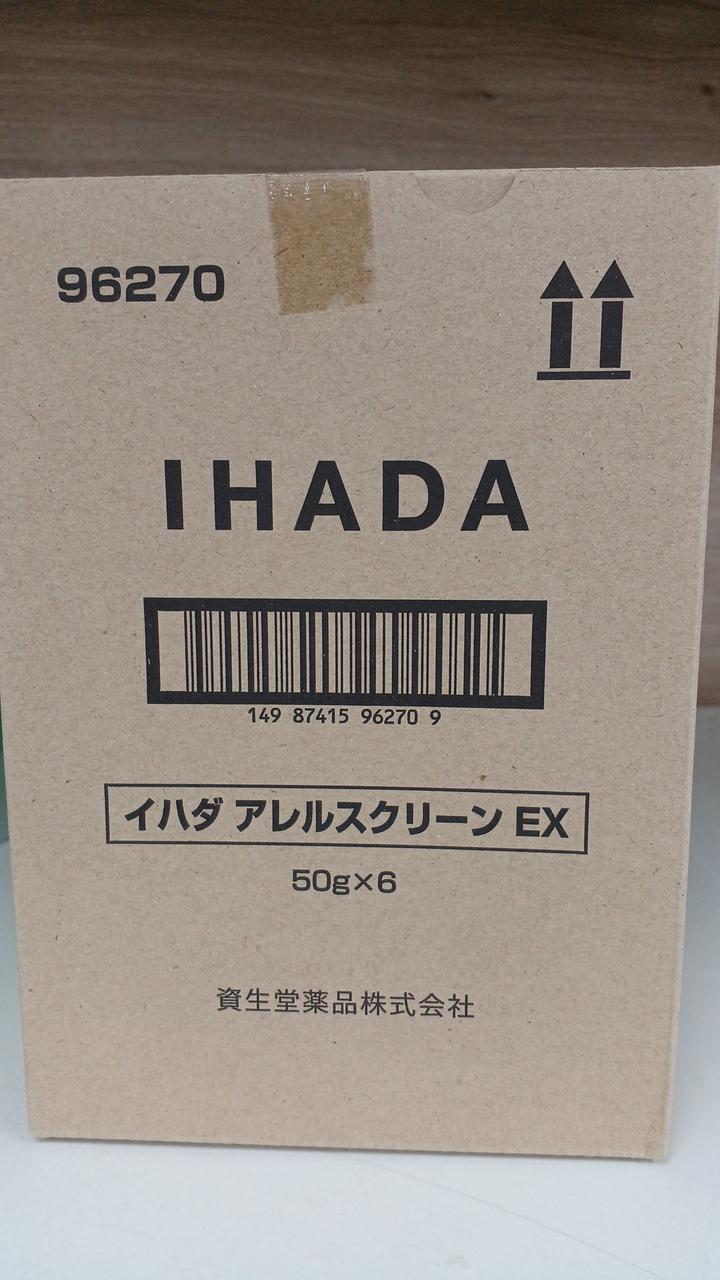 96270
IHADA
149 87415 96270 9
イハダ アレルスクリーン EX
50g×6
資生堂薬品株式会社